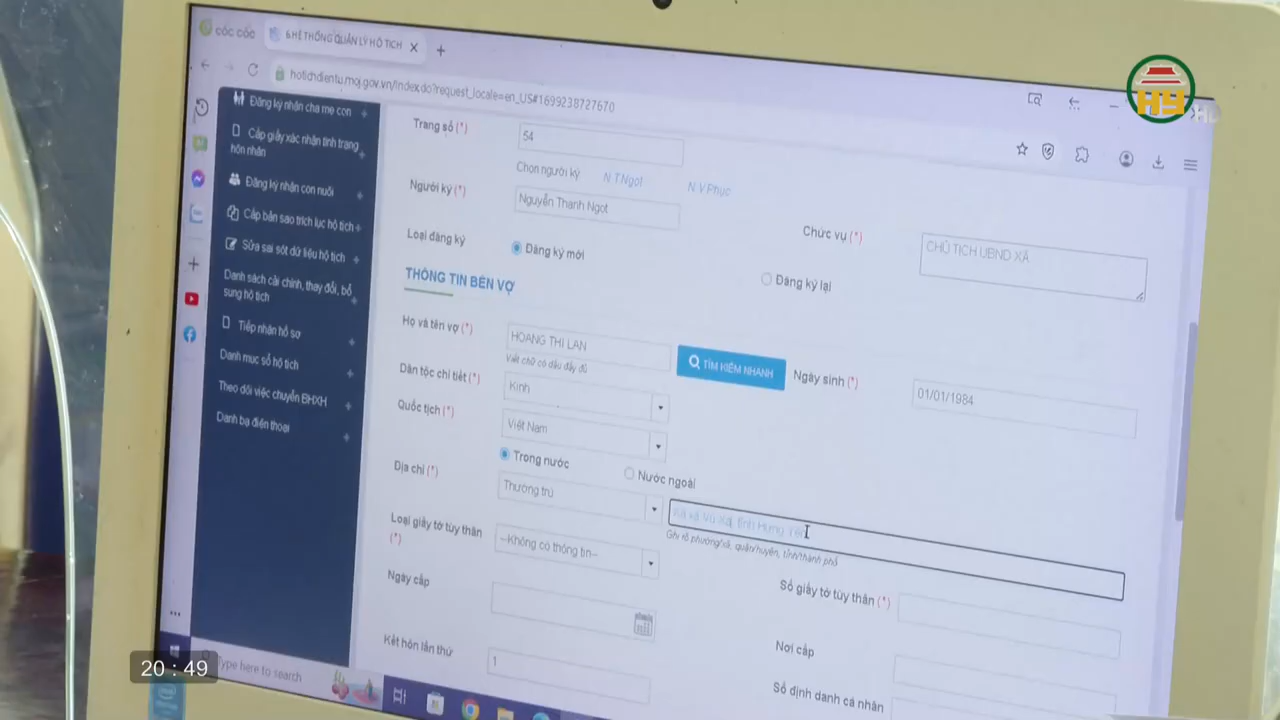 cốc cốc
HỆ THỐNG QUẢN LÝ HỘ TỊCH
hotichdientu.moj.gov.vn/index.do?request_locale=en_US#1699238727670
HY
Đăng ký nhận cha mẹ con
Cấp giấy xác nhận tình trạng
hôn nhân
Đăng ký nhận con nuôi
Cấp bản sao trích lục hộ tịch
Sửa sai sót dữ liệu hộ tịch
Danh sách cải chính, thay đổi, bổ
sung hộ tịch
Tiếp nhận hồ sơ
Danh mục sổ hộ tịch
Theo dõi việc chuyển BHXH
Danh bạ điện thoại
Trang số (*)
54
Chọn người ký
N.T.Ngọt
N.V.Phục
Người ký (*)
Nguyễn Thanh Ngọt
Chức vụ (*)
CHỦ TỊCH UBND XÃ
Loại đăng ký
Đăng ký mới
Đăng ký lại
THÔNG TIN BÊN VỢ
Họ và tên vợ (*)
HOÀNG THỊ LAN
Viết chữ có dấu đầy đủ
TÌM KIẾM NHANH
Ngày sinh (*)
01/01/1984
Dân tộc chi tiết (*)
Kinh
Quốc tịch (*)
Việt Nam
Trong nước
Nước ngoài
Địa chỉ (*)
Thường trú
Vũ Xá, tỉnh Hưng Yên
Ghi rõ phường/xã, quận/huyện, tỉnh/thành phố
Loại giấy tờ tùy thân
(*)
--Không có thông tin--
Số giấy tờ tùy thân (*)
Ngày cấp
Nơi cấp
Kết hôn lần thứ
1
Số định danh cá nhân
20 : 49
Type here to search
intel